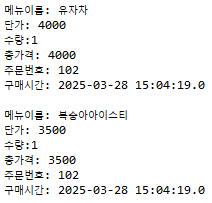 메뉴이름: 유자차
단가: 4000
수량:1
총가격: 4000
주문번호: 102
구매시간: 2025-03-28 15:04:19.0

메뉴이름: 복숭아아이스티
단가: 3500
수량:1
총가격: 3500
주문번호: 102
구매시간: 2025-03-28 15:04:19.0